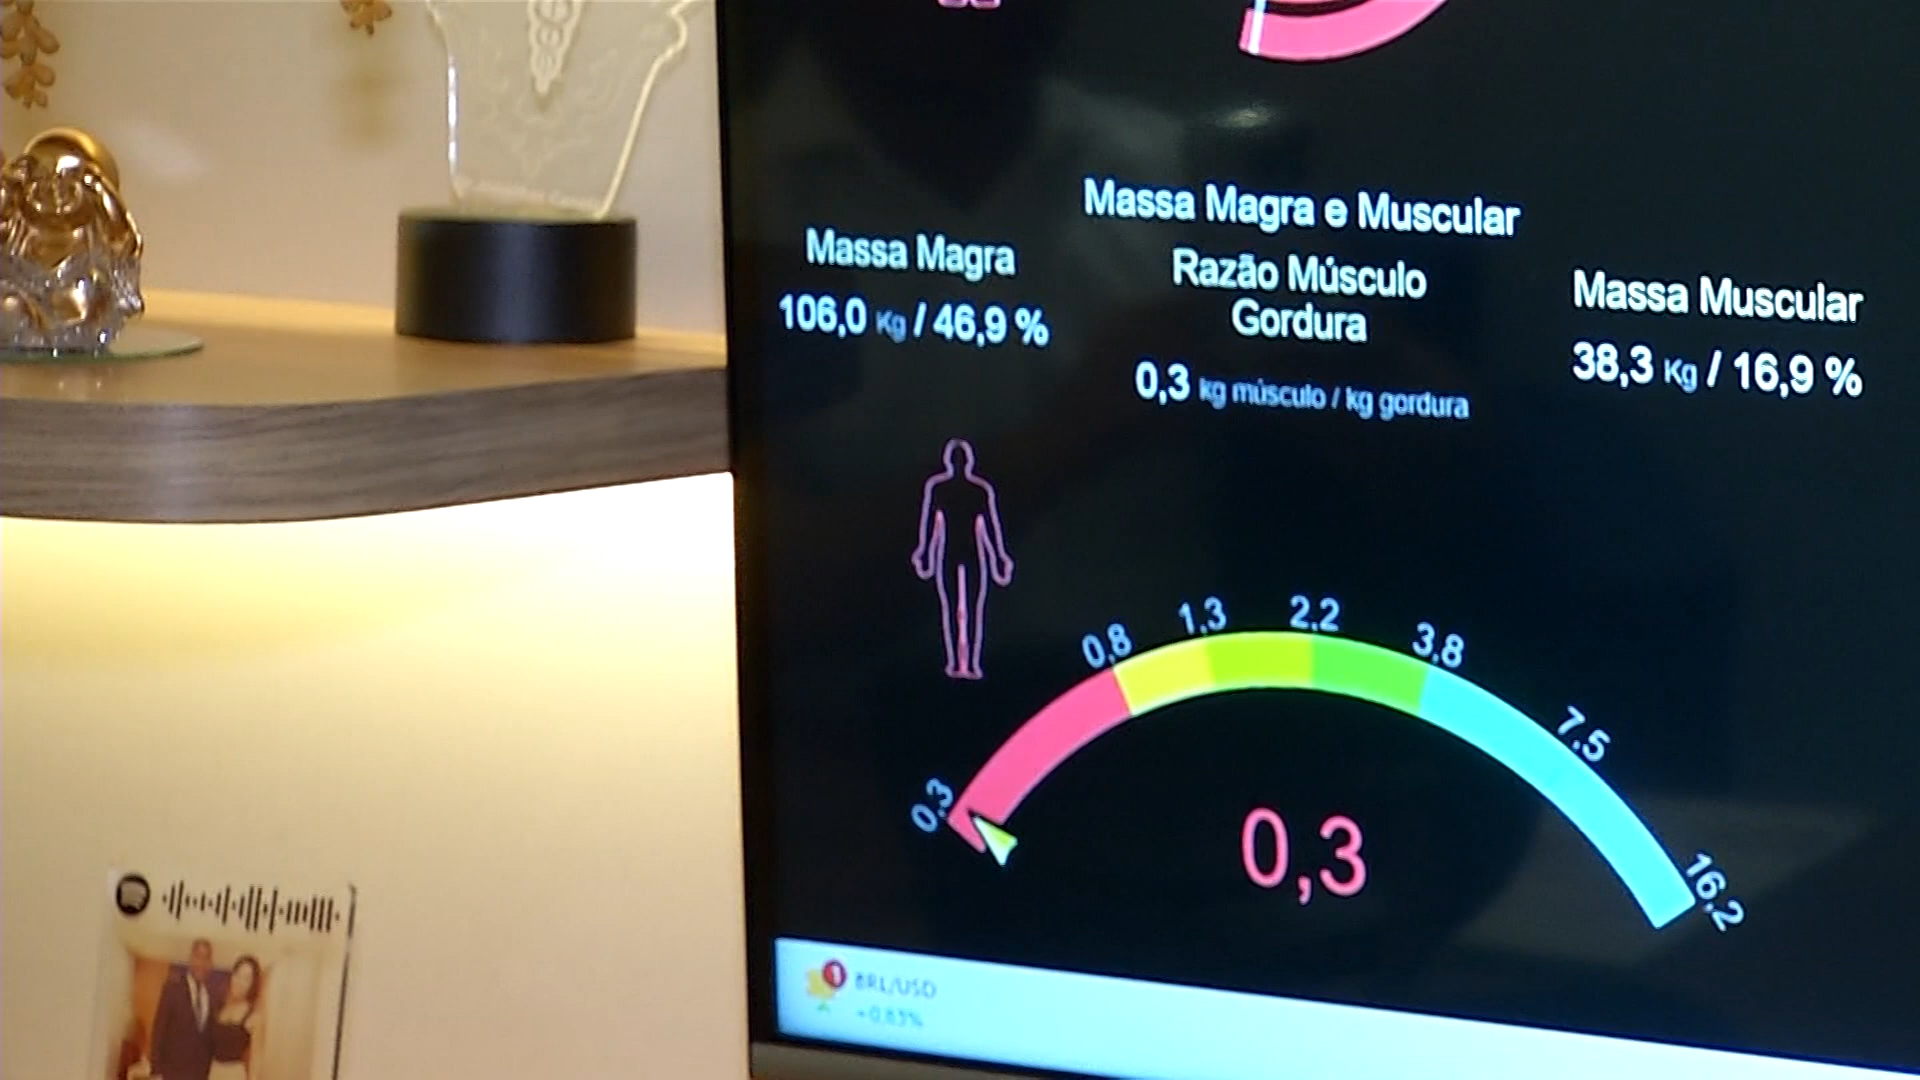 Massa Magra e Muscular
Massa Magra
106,0 Kg / 46,9 %
Razão Músculo
Gordura
0,3 kg músculo / kg gordura
Massa Muscular
38,3 Kg / 16,9 %
0,3
0,8
1,3
2,2
3,8
7,5
16,2
0,3
BRL/USD
+0,83%